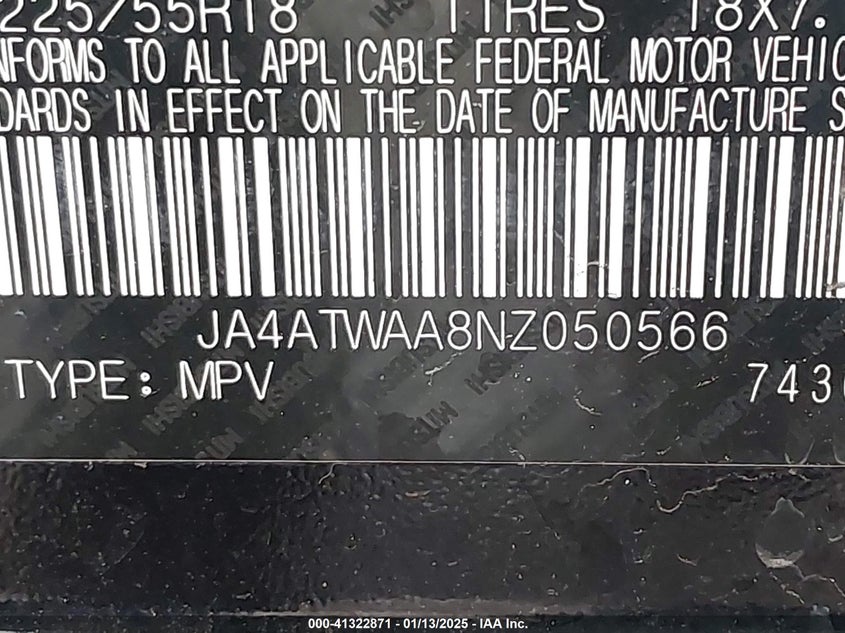 225/55R18 TIRES 18X7.
NFORMS TO ALL APPLICABLE FEDERAL MOTOR VEHIC
DARDS IN EFFECT ON THE DATE OF MANUFACTURE S
JA4ATWAA8NZ050566
TYPE: MPV 743
000-41322871 - 01/13/2025 - IAA Inc.